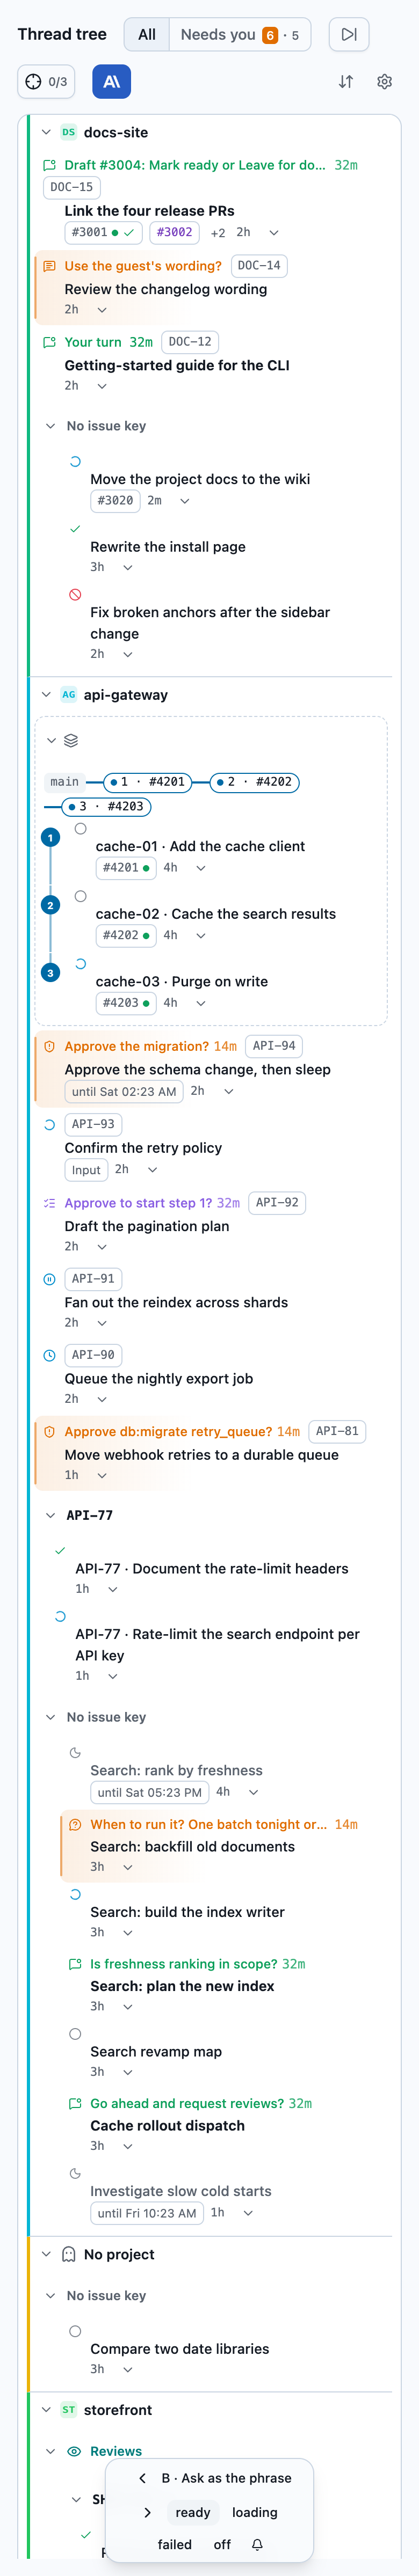 Thread tree
All
Needs you 6 · 5
0/3
DS docs-site
Draft #3004: Mark ready or Leave for do... 32m
DOC-15
Link the four release PRs
#3001 #3002 +2 2h
Use the guest's wording? DOC-14
Review the changelog wording
2h
Your turn 32m DOC-12
Getting-started guide for the CLI
2h
No issue key
Move the project docs to the wiki
#3020 2m
Rewrite the install page
3h
Fix broken anchors after the sidebar
change
2h
AG api-gateway
main 1 · #4201 2 · #4202
3 · #4203
1
cache-01 · Add the cache client
#4201 4h
2
cache-02 · Cache the search results
#4202 4h
3
cache-03 · Purge on write
#4203 4h
Approve the migration? 14m API-94
Approve the schema change, then sleep
until Sat 02:23 AM 2h
API-93
Confirm the retry policy
Input 2h
Approve to start step 1? 32m API-92
Draft the pagination plan
2h
API-91
Fan out the reindex across shards
2h
API-90
Queue the nightly export job
2h
Approve db:migrate retry_queue? 14m API-81
Move webhook retries to a durable queue
1h
API-77
API-77 · Document the rate-limit headers
1h
API-77 · Rate-limit the search endpoint per
API key
1h
No issue key
Search: rank by freshness
until Sat 05:23 PM 4h
When to run it? One batch tonight or... 14m
Search: backfill old documents
3h
Search: build the index writer
3h
Is freshness ranking in scope? 32m
Search: plan the new index
3h
Search revamp map
3h
Go ahead and request reviews? 32m
Cache rollout dispatch
3h
Investigate slow cold starts
until Fri 10:23 AM 1h
No project
No issue key
Compare two date libraries
3h
ST storefront
Reviews
B · Ask as the phrase
ready loading
failed off